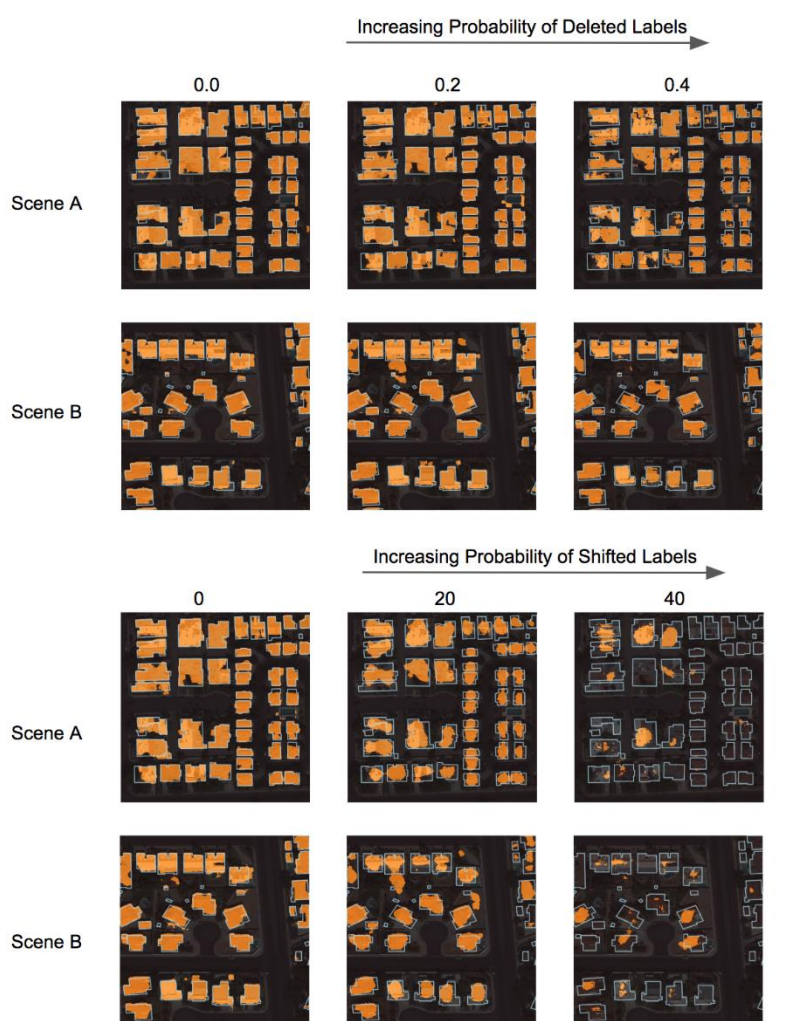 Increasing Probability of Deleted Labels
0.0 0.2 0.4
Scene A
Scene B
Increasing Probability of Shifted Labels
0 20 40
Scene A
Scene B